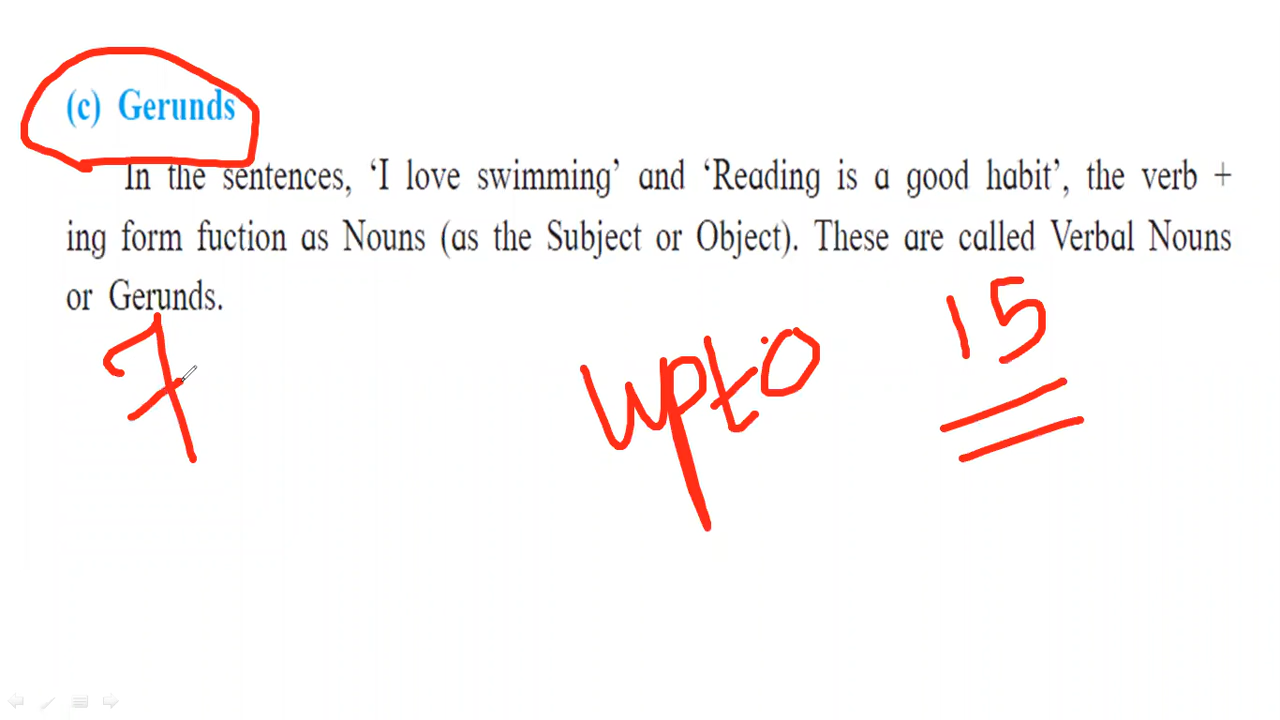 (c) Gerunds
In the sentences, ‘I love swimming’ and ‘Reading is a good habit’, the verb +
ing form fuction as Nouns (as the Subject or Object). These are called Verbal Nouns
or Gerunds.
7 upto 15